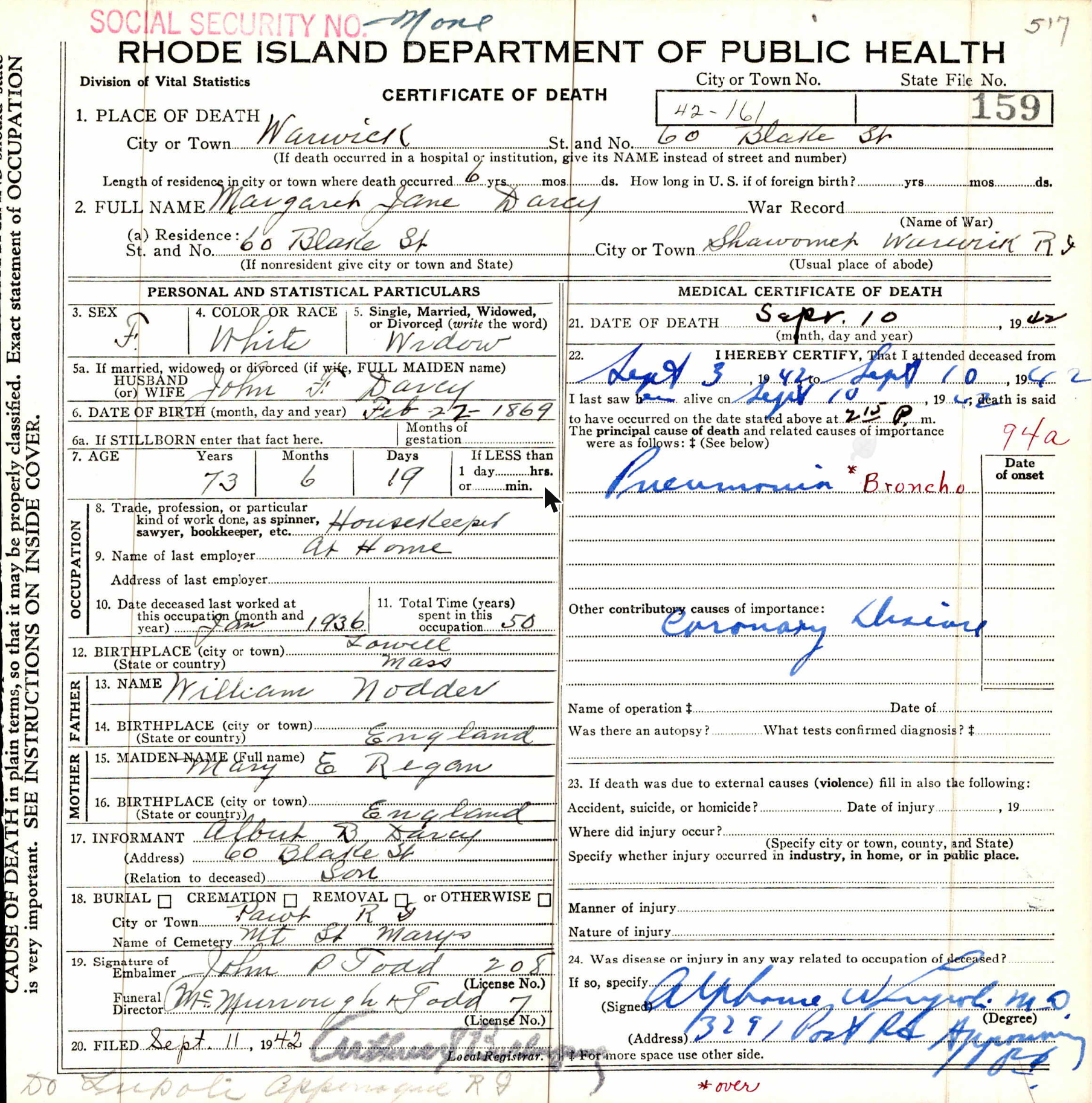 SOCIAL SECURITY NO. None
517
RHODE ISLAND DEPARTMENT OF PUBLIC HEALTH
Division of Vital Statistics
City or Town No.
State File No.
CERTIFICATE OF DEATH
42-161
159
1. PLACE OF DEATH
City or Town Warwick St. and No. 60 Blake St
(If death occurred in a hospital or institution, give its NAME instead of street and number)
Length of residence in city or town where death occurred 6 yrs. mos. ds. How long in U. S. if of foreign birth? yrs. mos. ds.
2. FULL NAME Margaret Jane Darcy War Record
(Name of War)
(a) Residence: St. and No. 60 Blake St City or Town Shawomet Warwick R I
(If nonresident give city or town and State) (Usual place of abode)
PERSONAL AND STATISTICAL PARTICULARS
3. SEX F.
4. COLOR OR RACE White
5. Single, Married, Widowed, or Divorced (write the word) Widow
5a. If married, widowed, or divorced (if wife, FULL MAIDEN name)
HUSBAND (or) WIFE John F. Darcy
6. DATE OF BIRTH (month, day and year) Feb 22 - 1869
6a. If STILLBORN enter that fact here. Months of gestation
7. AGE Years 73 Months 6 Days 19 If LESS than 1 day hrs. or min.
OCCUPATION
8. Trade, profession, or particular kind of work done, as spinner, sawyer, bookkeeper, etc. Housekeeper
9. Name of last employer At Home
Address of last employer
10. Date deceased last worked at this occupation (month and year) Jan 1936
11. Total Time (years) spent in this occupation 50
12. BIRTHPLACE (city or town) Lowell
(State or country) Mass
FATHER
13. NAME William Nodder
14. BIRTHPLACE (city or town)
(State or country) England
MOTHER
15. MAIDEN NAME (Full name) Mary E Regan
16. BIRTHPLACE (city or town)
(State or country) England
17. INFORMANT Albert B Darcy
(Address) 60 Blake St
(Relation to deceased) Son
18. BURIAL CREMATION REMOVAL or OTHERWISE
City or Town Pawt R I
Name of Cemetery Mt St Marys
19. Signature of Embalmer John P Todd 208
(License No.)
Funeral Director McMurrough & Todd 7
(License No.)
20. FILED Sept. 11, 1942
Local Registrar.
MEDICAL CERTIFICATE OF DEATH
21. DATE OF DEATH Sept. 10, 1942
(month, day and year)
22. I HEREBY CERTIFY, That I attended deceased from
Sept 3 1942 to Sept 10, 1942
I last saw her alive on Sept 10, 1942, death is said
to have occurred on the date stated above at 2 15 P. m.
The principal cause of death and related causes of importance
were as follows: ‡ (See below)
94a
Date of onset
Pneumonia * Broncho
Other contributory causes of importance:
Coronary Disease
Name of operation ‡ Date of
Was there an autopsy? What tests confirmed diagnosis? ‡
23. If death was due to external causes (violence) fill in also the following:
Accident, suicide, or homicide? Date of injury , 19
Where did injury occur?
(Specify city or town, county, and State)
Specify whether injury occurred in industry, in home, or in public place.
Manner of injury
Nature of injury
24. Was disease or injury in any way related to occupation of deceased?
If so, specify
(Signed) Alphonse M.D.
(Degree)
(Address) 3291 Post Rd Apponaug
R.I.
‡ For more space use other side.
* over
Do Lupoli Apponaug R I
CAUSE OF DEATH in plain terms, so that it may be properly classified. Exact statement of OCCUPATION
is very important. SEE INSTRUCTIONS ON INSIDE COVER.